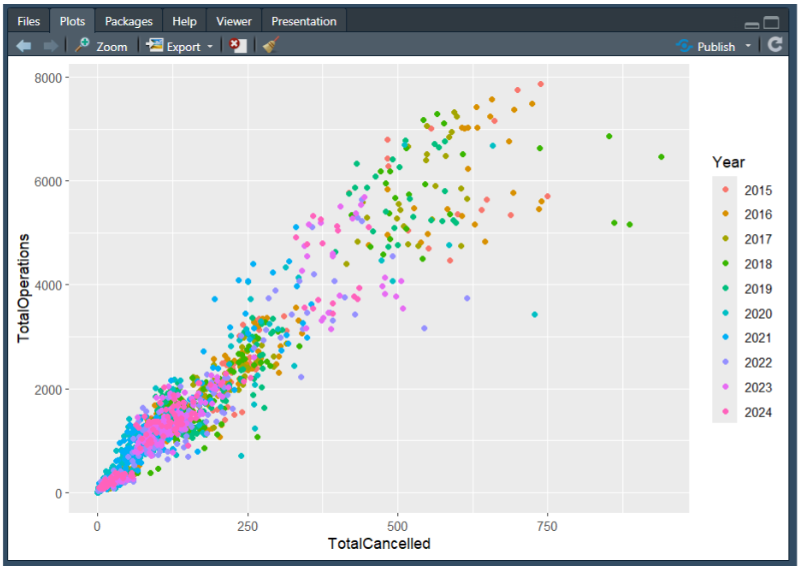 Files Plots Packages Help Viewer Presentation
Zoom Export Publish
8000
6000
4000
2000
0
TotalOperations
0 250 500 750
TotalCancelled
Year
2015
2016
2017
2018
2019
2020
2021
2022
2023
2024